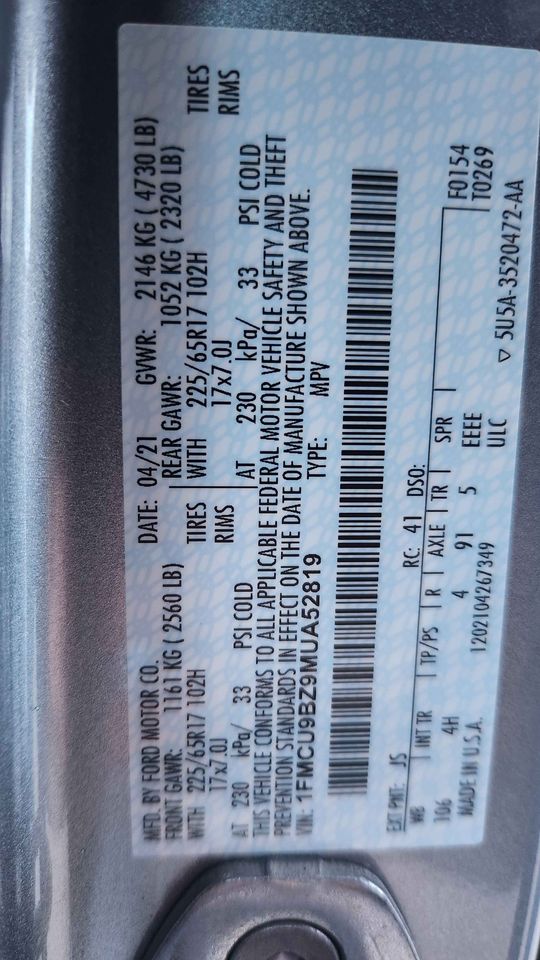 MFD. BY FORD MOTOR CO.
DATE: 04/21 GVWR: 2146 KG ( 4730 LB)
FRONT GAWR: 1161 KG ( 2560 LB) REAR GAWR: 1052 KG ( 2320 LB)
WITH 225/65R17 102H TIRES WITH 225/65R17 102H TIRES
17x7.0J RIMS 17x7.0J RIMS
AT 230 kPa/ 33 PSI COLD AT 230 kPa/ 33 PSI COLD
THIS VEHICLE CONFORMS TO ALL APPLICABLE FEDERAL MOTOR VEHICLE SAFETY AND THEFT
PREVENTION STANDARDS IN EFFECT ON THE DATE OF MANUFACTURE SHOWN ABOVE.
VIN: 1FMCU9BZ9MUA52819 TYPE: MPV
EXT PNT: JS RC: 41 DSO: F0154
WB INT TR TP/PS R AXLE TR SPR T0269
106 4H 4 91 5 EEEE
MADE IN U.S.A. 1202104267349 ULC ▽ 5U5A-3520472-AA